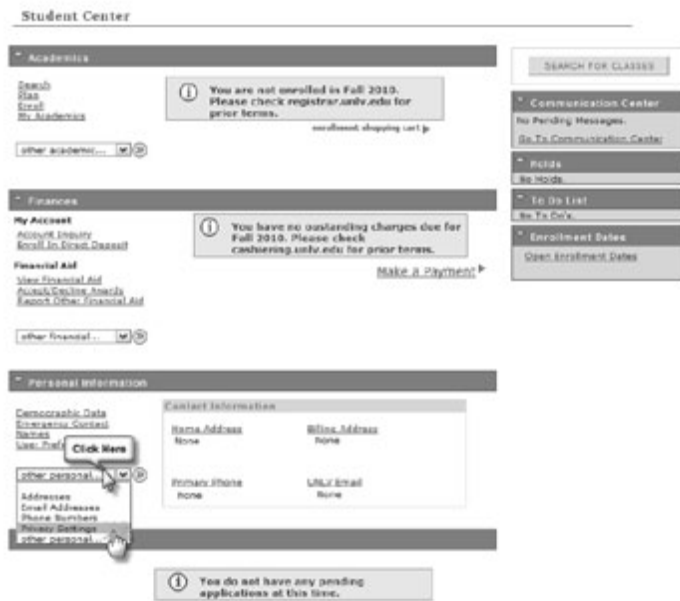 Student Center
Academics
Search
Plan
Enroll
My Academics
You are not enrolled in Fall 2010.
Please check registrar.unlv.edu for
prior terms.
enrollment shopping cart
other academic...
Finances
My Account
Account Inquiry
Enroll In Direct Deposit
You have no oustanding charges due for
Fall 2010. Please check
cashiering.unlv.edu for prior terms.
Make a Payment
Financial Aid
View Financial Aid
Accept/Decline Awards
Report Other Financial Aid
other financial...
Personal Information
Demographic Data
Emergency Contact
Names
User Pref
Click Here
other personal...
Addresses
Email Addresses
Phone Numbers
Privacy Settings
other personal...
Contact Information
Home Address
None
Billing Address
None
Primary Phone
None
UNLV Email
None
You do not have any pending
applications at this time.
SEARCH FOR CLASSES
Communication Center
No Pending Messages.
Go To Communication Center
Holds
No Holds.
To Do List
No To Do's.
Enrollment Dates
Open Enrollment Dates